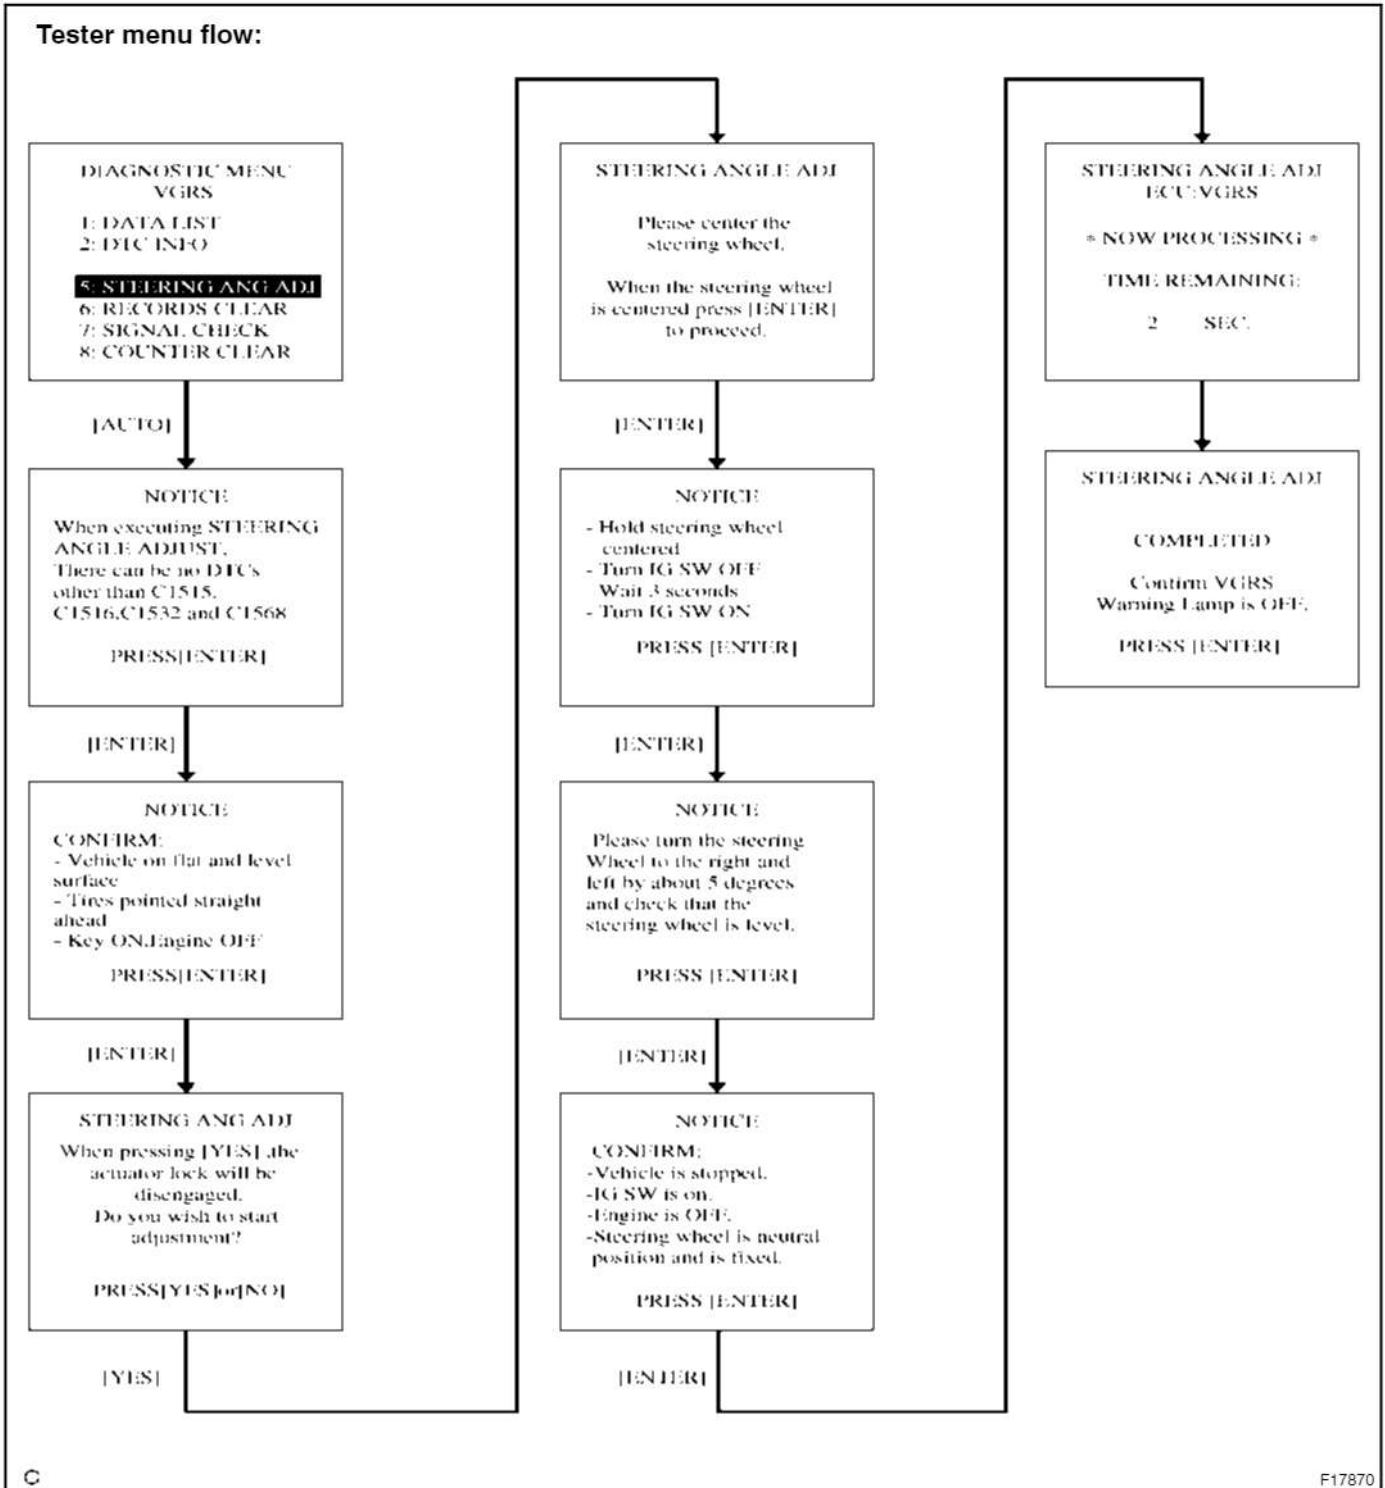 Tester menu flow:
DIAGNOSTIC MENU
VGRS
1: DATA LIST
2: DTC INFO
5: STEERING ANG ADJ
6: RECORDS CLEAR
7: SIGNAL CHECK
8: COUNTER CLEAR
[AUTO]
NOTICE
When executing STEERING
ANGLE ADJUST,
There can be no DTCs
other than C1515,
C1516,C1532 and C1568
PRESS[ENTER]
[ENTER]
NOTICE
CONFIRM:
- Vehicle on flat and level
surface
- Tires pointed straight
ahead
- Key ON,Engine OFF
PRESS[ENTER]
[ENTER]
STEERING ANG ADJ
When pressing [YES] ,the
actuator lock will be
disengaged.
Do you wish to start
adjustment?
PRESS[YES]or[NO]
[YES]
STEERING ANGLE ADJ
Please center the
steering wheel.
When the steering wheel
is centered press [ENTER]
to proceed.
[ENTER]
NOTICE
- Hold steering wheel
centered
- Turn IG SW OFF
Wait 3 seconds
- Turn IG SW ON
PRESS [ENTER]
[ENTER]
NOTICE
Please turn the steering
Wheel to the right and
left by about 5 degrees
and check that the
steering wheel is level.
PRESS [ENTER]
[ENTER]
NOTICE
CONFIRM:
-Vehicle is stopped.
-IG SW is on.
-Engine is OFF.
-Steering wheel is neutral
position and is fixed.
PRESS [ENTER]
[ENTER]
STEERING ANGLE ADJ
ECU:VGRS
* NOW PROCESSING *
TIME REMAINING:
2 SEC.
STEERING ANGLE ADJ
COMPLETED
Confirm VGRS
Warning Lamp is OFF.
PRESS [ENTER]
C
F17870